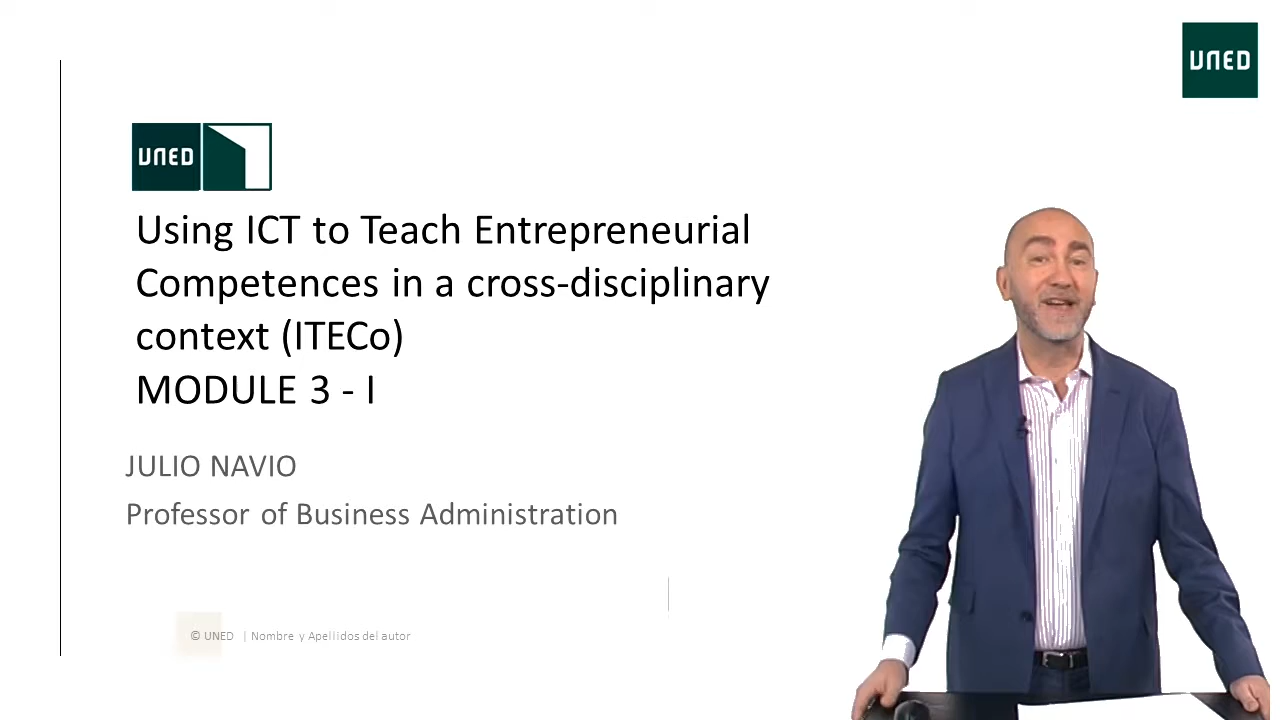 UNED
UNED
Using ICT to Teach Entrepreneurial
Competences in a cross-disciplinary
context (ITECo)
MODULE 3 - I
JULIO NAVIO
Professor of Business Administration
© UNED | Nombre y Apellidos del autor